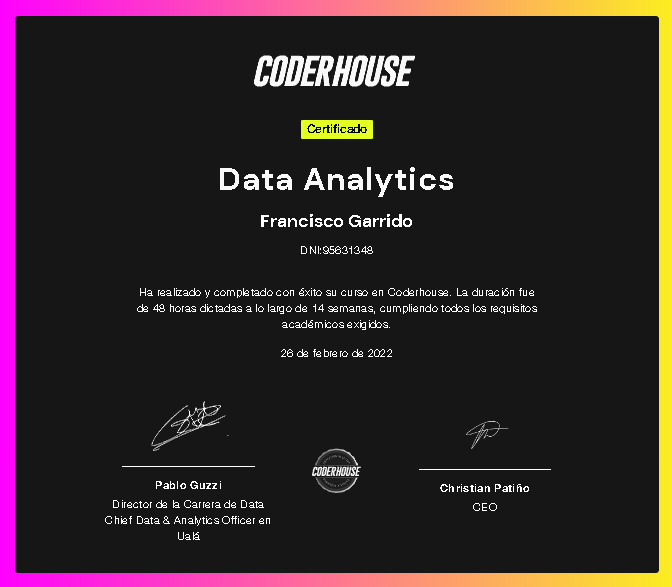 CODERHOUSE
Certificado
Data Analytics
Francisco Garrido
DNI:95631348
Ha realizado y completado con éxito su curso en Coderhouse. La duración fue
de 48 horas dictadas a lo largo de 14 semanas, cumpliendo todos los requisitos
académicos exigidos.
26 de febrero de 2022
CODERHOUSE
Pablo Guzzi
Director de la Carrera de Data
Chief Data & Analytics Officer en
Ualá
Christian Patiño
CEO